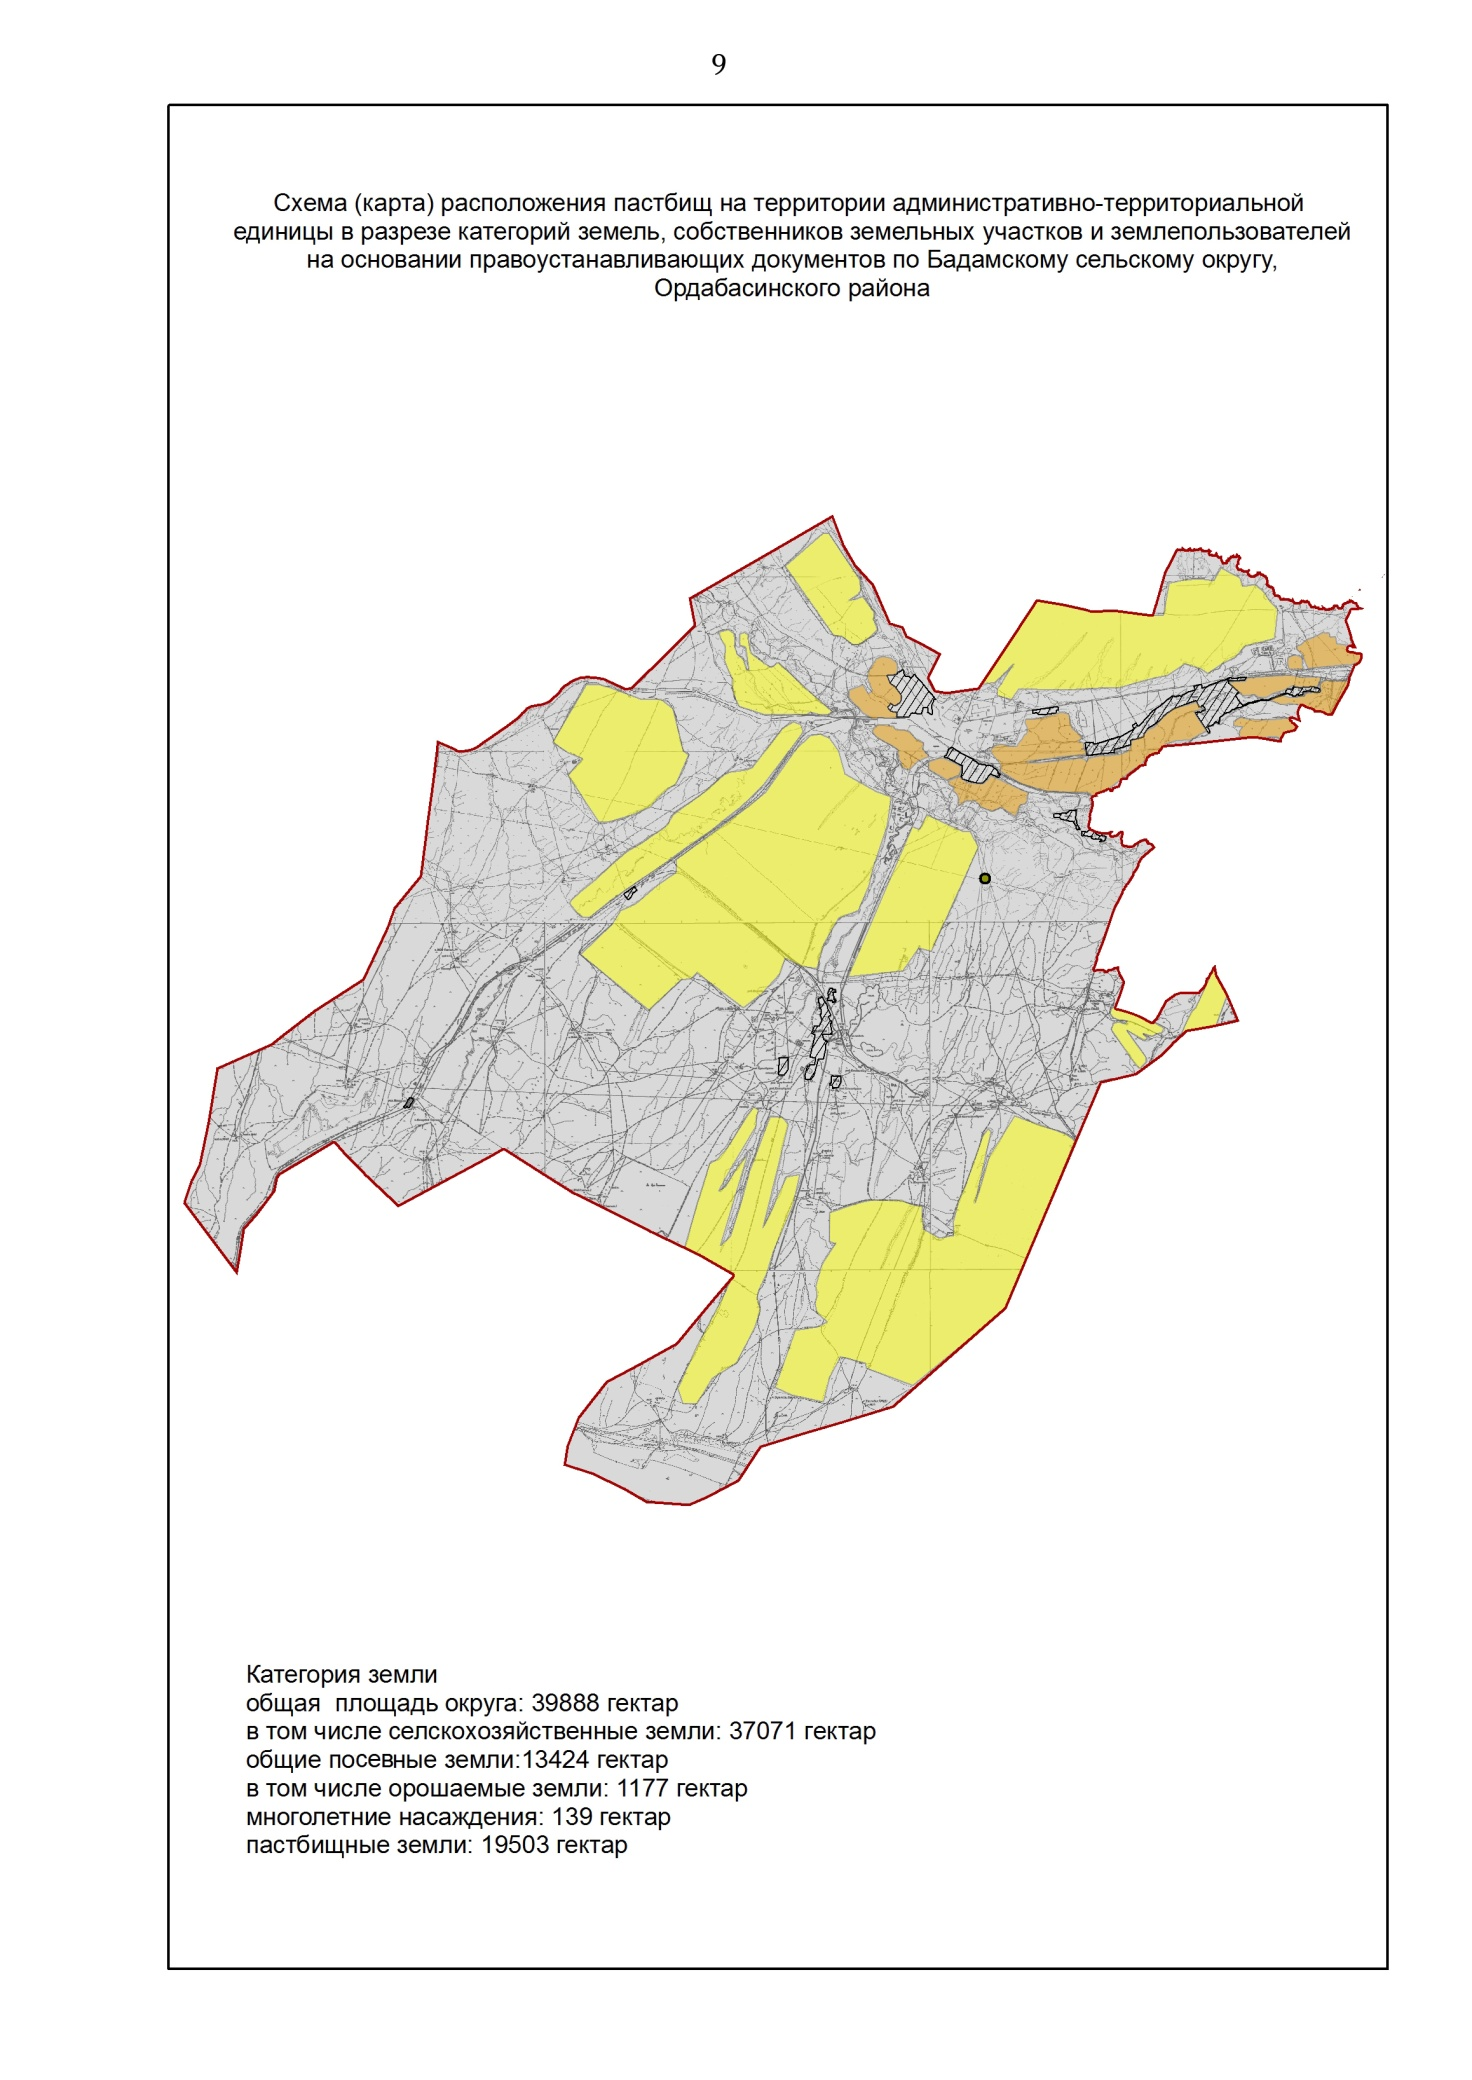 9
Схема (карта) расположения пастбищ на территории административно-территориальной
единицы в разрезе категорий земель, собственников земельных участков и землепользователей
на основании правоустанавливающих документов по Бадамскому сельскому округу,
Ордабасинского района
Категория земли
общая площадь округа: 39888 гектар
в том числе селскохозяйственные земли: 37071 гектар
общие посевные земли:13424 гектар
в том числе орошаемые земли: 1177 гектар
многолетние насаждения: 139 гектар
пастбищные земли: 19503 гектар